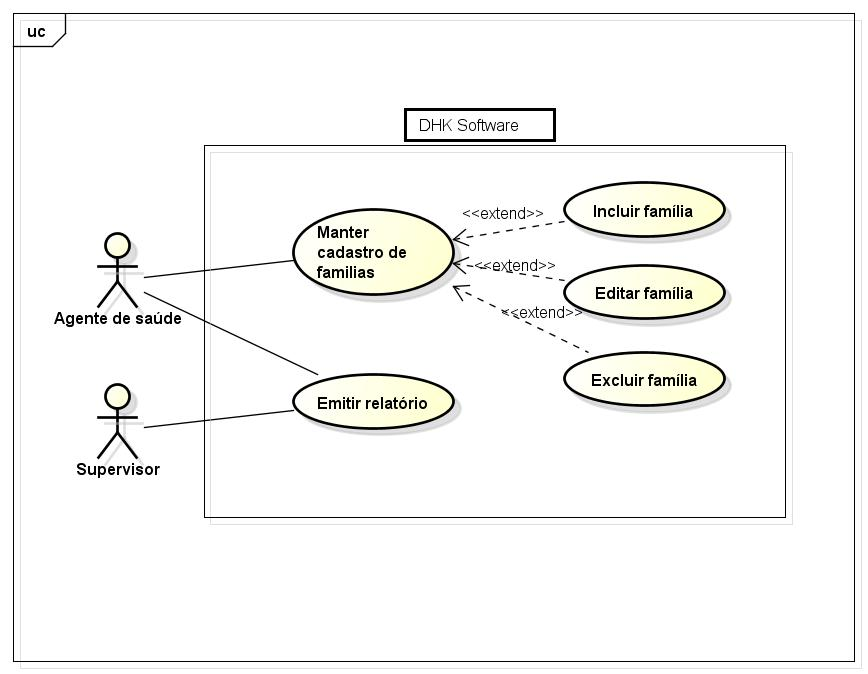 uc
DHK Software
Manter
cadastro de
familias
<<extend>>
Incluir família
<<extend>>
Editar família
<<extend>>
Excluir família
Agente de saúde
Emitir relatório
Supervisor